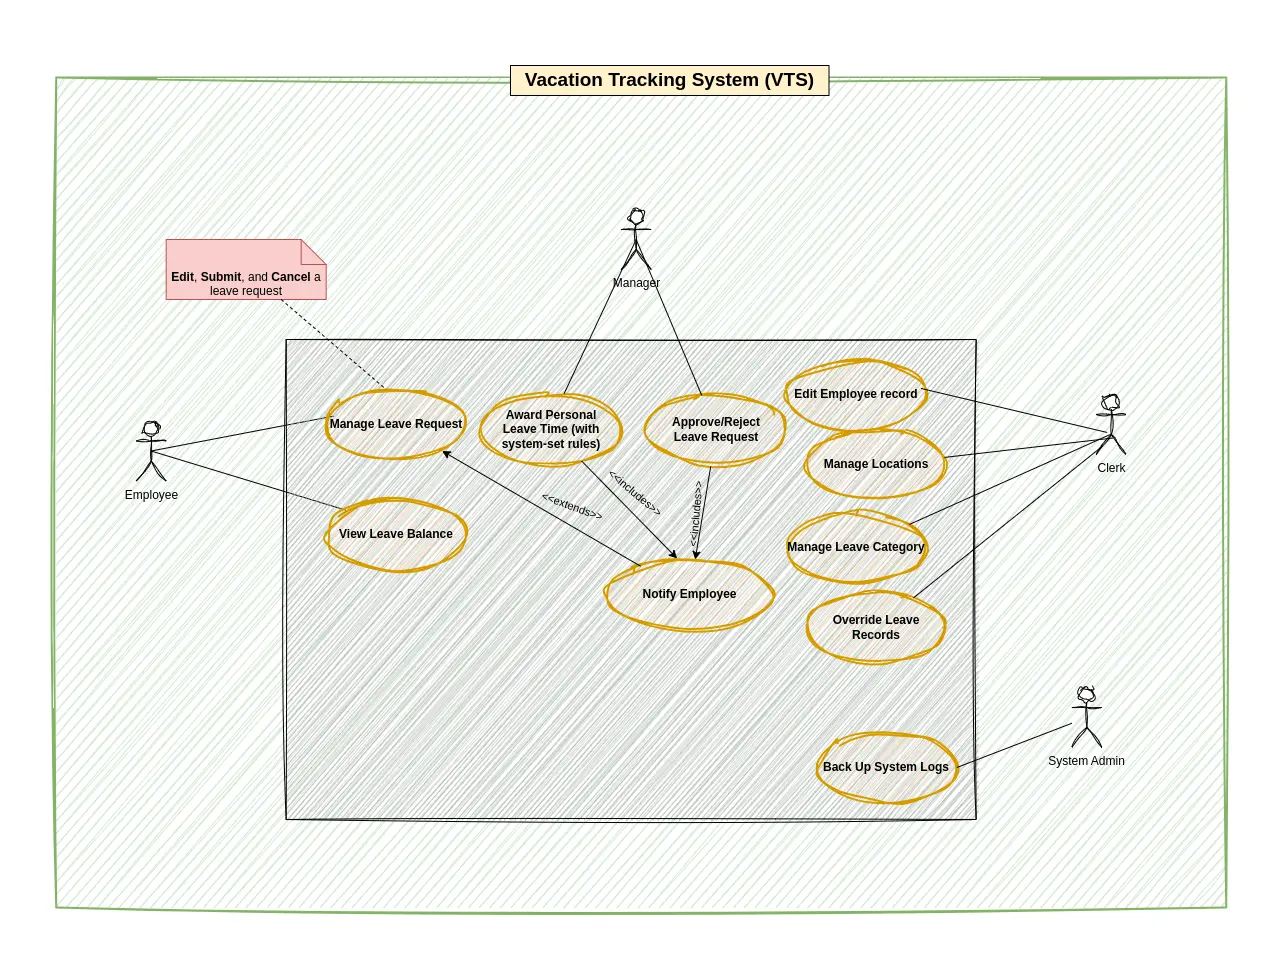 Vacation Tracking System (VTS)
Manager
Edit, Submit, and Cancel a
leave request
Edit Employee record
Manage Leave Request
Award Personal
Leave Time (with
system-set rules)
Approve/Reject
Leave Request
Manage Locations
Clerk
Employee
<<extends>>
<<includes>>
<<includes>>
View Leave Balance
Manage Leave Category
Notify Employee
Override Leave
Records
System Admin
Back Up System Logs